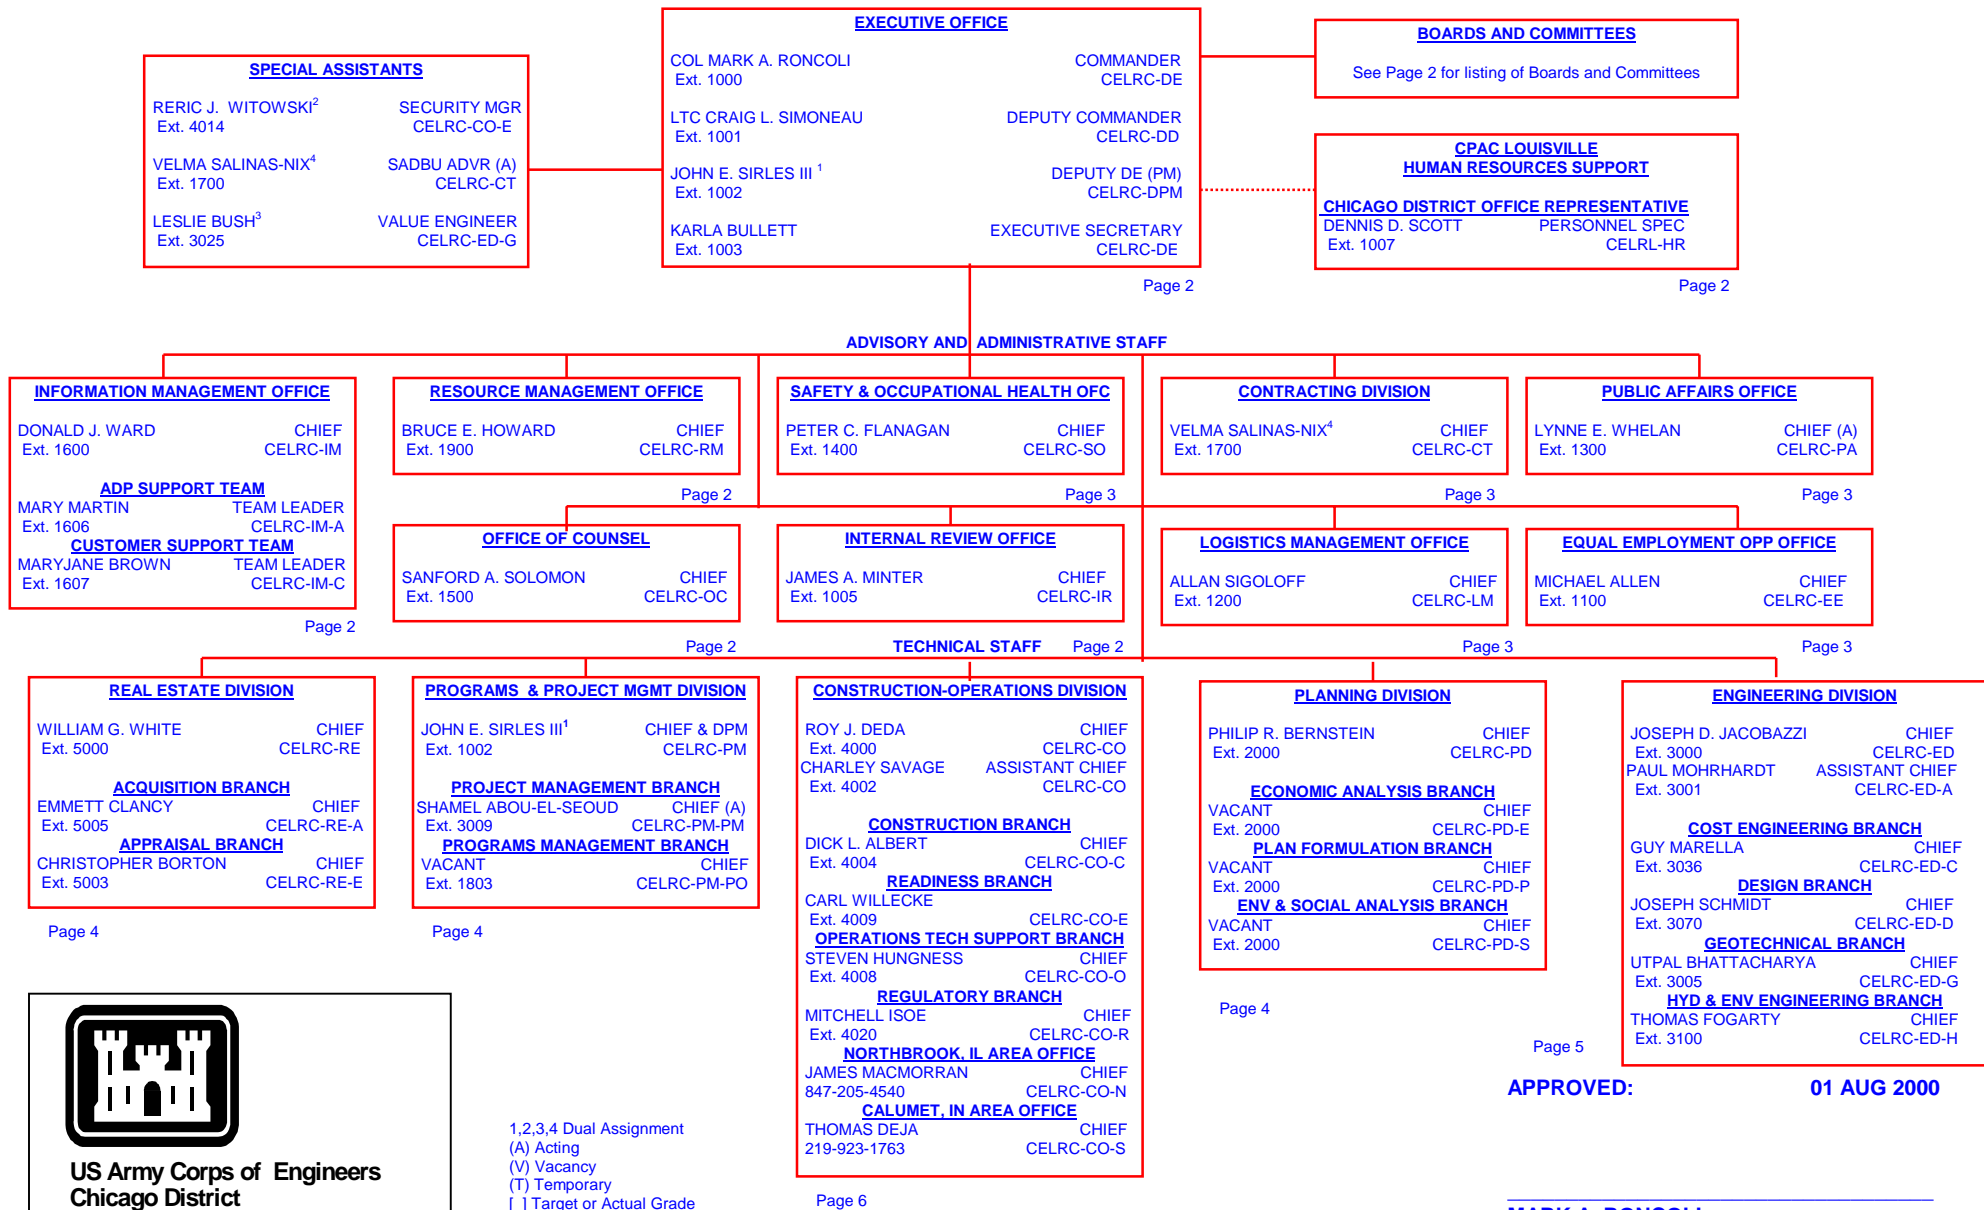 EXECUTIVE OFFICE
COL MARK A. RONCOLI COMMANDER
Ext. 1000 CELRC-DE
LTC CRAIG L. SIMONEAU DEPUTY COMMANDER
Ext. 1001 CELRC-DD
JOHN E. SIRLES III 1 DEPUTY DE (PM)
Ext. 1002 CELRC-DPM
KARLA BULLETT EXECUTIVE SECRETARY
Ext. 1003 CELRC-DE
Page 2
SPECIAL ASSISTANTS
RERIC J. WITOWSKI2 SECURITY MGR
Ext. 4014 CELRC-CO-E
VELMA SALINAS-NIX4 SADBU ADVR (A)
Ext. 1700 CELRC-CT
LESLIE BUSH3 VALUE ENGINEER
Ext. 3025 CELRC-ED-G
BOARDS AND COMMITTEES
See Page 2 for listing of Boards and Committees
CPAC LOUISVILLE
HUMAN RESOURCES SUPPORT
CHICAGO DISTRICT OFFICE REPRESENTATIVE
DENNIS D. SCOTT PERSONNEL SPEC
Ext. 1007 CELRL-HR
Page 2
ADVISORY AND ADMINISTRATIVE STAFF
INFORMATION MANAGEMENT OFFICE
DONALD J. WARD CHIEF
Ext. 1600 CELRC-IM
ADP SUPPORT TEAM
MARY MARTIN TEAM LEADER
Ext. 1606 CELRC-IM-A
CUSTOMER SUPPORT TEAM
MARYJANE BROWN TEAM LEADER
Ext. 1607 CELRC-IM-C
Page 2
RESOURCE MANAGEMENT OFFICE
BRUCE E. HOWARD CHIEF
Ext. 1900 CELRC-RM
Page 2
SAFETY & OCCUPATIONAL HEALTH OFC
PETER C. FLANAGAN CHIEF
Ext. 1400 CELRC-SO
Page 3
CONTRACTING DIVISION
VELMA SALINAS-NIX4 CHIEF
Ext. 1700 CELRC-CT
Page 3
PUBLIC AFFAIRS OFFICE
LYNNE E. WHELAN CHIEF (A)
Ext. 1300 CELRC-PA
Page 3
OFFICE OF COUNSEL
SANFORD A. SOLOMON CHIEF
Ext. 1500 CELRC-OC
Page 2
INTERNAL REVIEW OFFICE
JAMES A. MINTER CHIEF
Ext. 1005 CELRC-IR
Page 2
LOGISTICS MANAGEMENT OFFICE
ALLAN SIGOLOFF CHIEF
Ext. 1200 CELRC-LM
Page 3
EQUAL EMPLOYMENT OPP OFFICE
MICHAEL ALLEN CHIEF
Ext. 1100 CELRC-EE
Page 3
TECHNICAL STAFF
REAL ESTATE DIVISION
WILLIAM G. WHITE CHIEF
Ext. 5000 CELRC-RE
ACQUISITION BRANCH
EMMETT CLANCY CHIEF
Ext. 5005 CELRC-RE-A
APPRAISAL BRANCH
CHRISTOPHER BORTON CHIEF
Ext. 5003 CELRC-RE-E
Page 4
PROGRAMS & PROJECT MGMT DIVISION
JOHN E. SIRLES III1 CHIEF & DPM
Ext. 1002 CELRC-PM
PROJECT MANAGEMENT BRANCH
SHAMEL ABOU-EL-SEOUD CHIEF (A)
Ext. 3009 CELRC-PM-PM
PROGRAMS MANAGEMENT BRANCH
VACANT CHIEF
Ext. 1803 CELRC-PM-PO
Page 4
CONSTRUCTION-OPERATIONS DIVISION
ROY J. DEDA CHIEF
Ext. 4000 CELRC-CO
CHARLEY SAVAGE ASSISTANT CHIEF
Ext. 4002 CELRC-CO
CONSTRUCTION BRANCH
DICK L. ALBERT CHIEF
Ext. 4004 CELRC-CO-C
READINESS BRANCH
CARL WILLECKE
Ext. 4009 CELRC-CO-E
OPERATIONS TECH SUPPORT BRANCH
STEVEN HUNGNESS CHIEF
Ext. 4008 CELRC-CO-O
REGULATORY BRANCH
MITCHELL ISOE CHIEF
Ext. 4020 CELRC-CO-R
NORTHBROOK, IL AREA OFFICE
JAMES MACMORRAN CHIEF
847-205-4540 CELRC-CO-N
CALUMET, IN AREA OFFICE
THOMAS DEJA CHIEF
219-923-1763 CELRC-CO-S
Page 6
PLANNING DIVISION
PHILIP R. BERNSTEIN CHIEF
Ext. 2000 CELRC-PD
ECONOMIC ANALYSIS BRANCH
VACANT CHIEF
Ext. 2000 CELRC-PD-E
PLAN FORMULATION BRANCH
VACANT CHIEF
Ext. 2000 CELRC-PD-P
ENV & SOCIAL ANALYSIS BRANCH
VACANT CHIEF
Ext. 2000 CELRC-PD-S
Page 4
ENGINEERING DIVISION
JOSEPH D. JACOBAZZI CHIEF
Ext. 3000 CELRC-ED
PAUL MOHRHARDT ASSISTANT CHIEF
Ext. 3001 CELRC-ED-A
COST ENGINEERING BRANCH
GUY MARELLA CHIEF
Ext. 3036 CELRC-ED-C
DESIGN BRANCH
JOSEPH SCHMIDT CHIEF
Ext. 3070 CELRC-ED-D
GEOTECHNICAL BRANCH
UTPAL BHATTACHARYA CHIEF
Ext. 3005 CELRC-ED-G
HYD & ENV ENGINEERING BRANCH
THOMAS FOGARTY CHIEF
Ext. 3100 CELRC-ED-H
Page 5
US Army Corps of Engineers
Chicago District
1,2,3,4 Dual Assignment
(A) Acting
(V) Vacancy
(T) Temporary
[ ] Target or Actual Grade
APPROVED: 01 AUG 2000
MARK A. RONCOLI